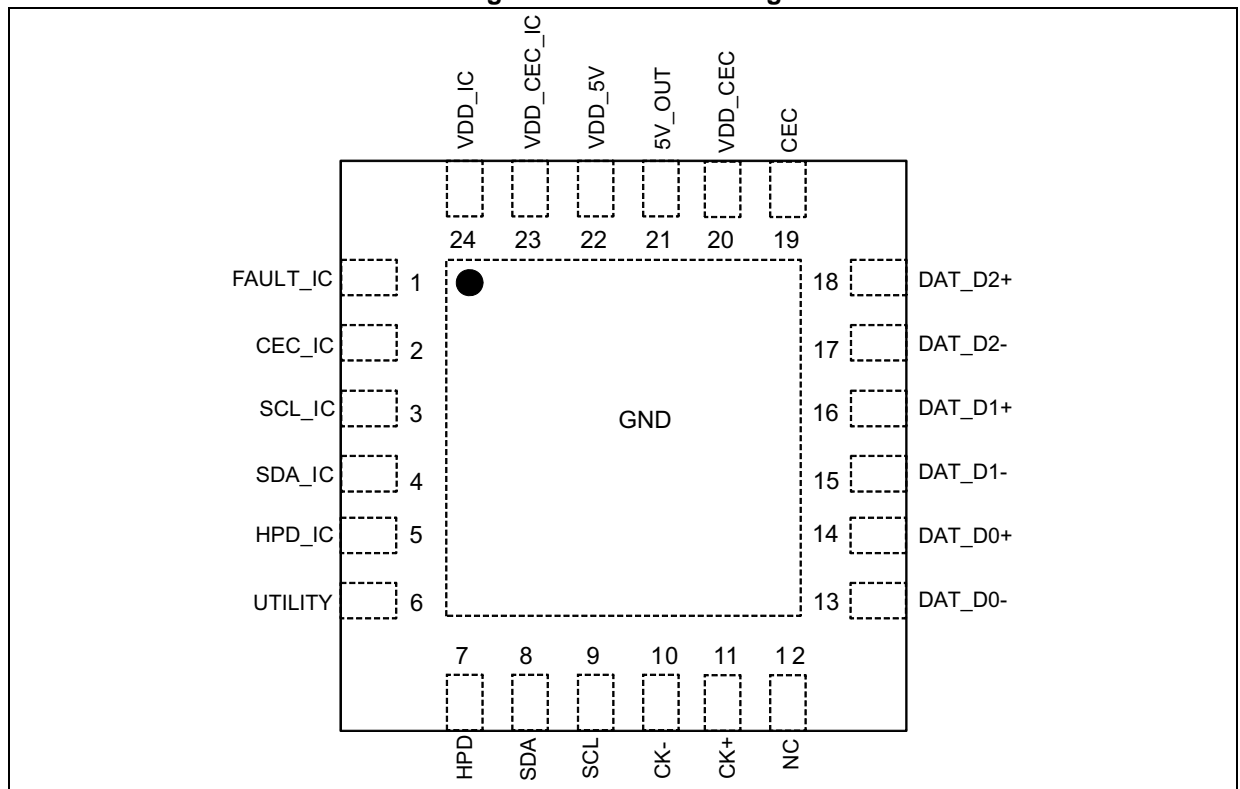 VDD_IC
VDD_CEC_IC
VDD_5V
5V_OUT
VDD_CEC
CEC
24 23 22 21 20 19
FAULT_IC 1
CEC_IC 2
SCL_IC 3
SDA_IC 4
HPD_IC 5
UTILITY 6
GND
18 DAT_D2+
17 DAT_D2-
16 DAT_D1+
15 DAT_D1-
14 DAT_D0+
13 DAT_D0-
7 8 9 10 11 12
HPD
SDA
SCL
CK-
CK+
NC